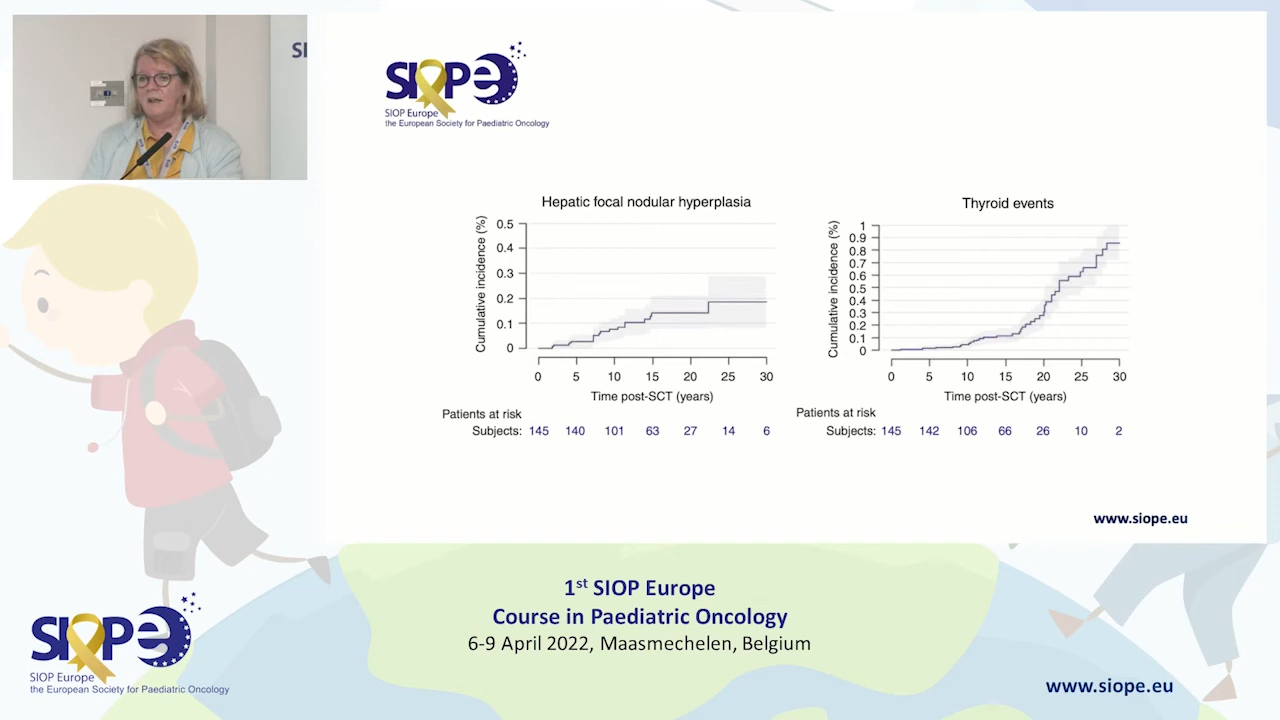 SI
SIOPe
SIOP Europe
the European Society for Paediatric Oncology
Hepatic focal nodular hyperplasia
Cumulative incidence (%)
0.5
0.4
0.3
0.2
0.1
0
0 5 10 15 20 25 30
Time post-SCT (years)
Patients at risk
Subjects: 145 140 101 63 27 14 6
Thyroid events
Cumulative incidence (%)
1
0.9
0.8
0.7
0.6
0.5
0.4
0.3
0.2
0.1
0
0 5 10 15 20 25 30
Time post-SCT (years)
Patients at risk
Subjects: 145 142 106 66 26 10 2
www.siope.eu
1st SIOP Europe
Course in Paediatric Oncology
6-9 April 2022, Maasmechelen, Belgium
SIOPe
SIOP Europe
the European Society for Paediatric Oncology
www.siope.eu